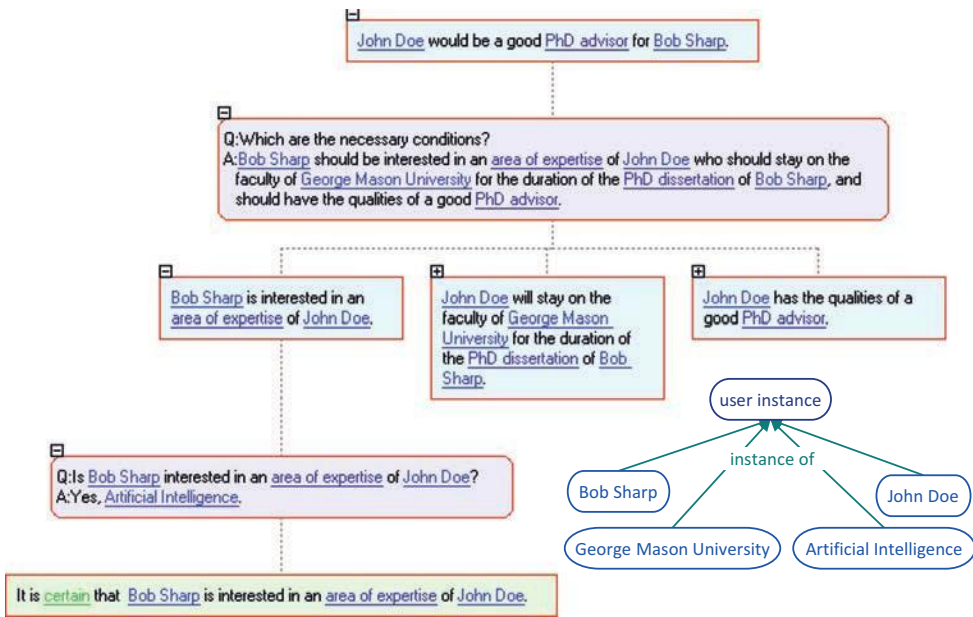 John Doe would be a good PhD advisor for Bob Sharp.
Q:Which are the necessary conditions?
A:Bob Sharp should be interested in an area of expertise of John Doe who should stay on the
faculty of George Mason University for the duration of the PhD dissertation of Bob Sharp, and
should have the qualities of a good PhD advisor.
Bob Sharp is interested in an
area of expertise of John Doe.
John Doe will stay on the
faculty of George Mason
University for the duration of
the PhD dissertation of Bob
Sharp.
John Doe has the qualities of a
good PhD advisor.
user instance
instance of
Bob Sharp
John Doe
George Mason University
Artificial Intelligence
Q:Is Bob Sharp interested in an area of expertise of John Doe?
A:Yes, Artificial Intelligence.
It is certain that Bob Sharp is interested in an area of expertise of John Doe.